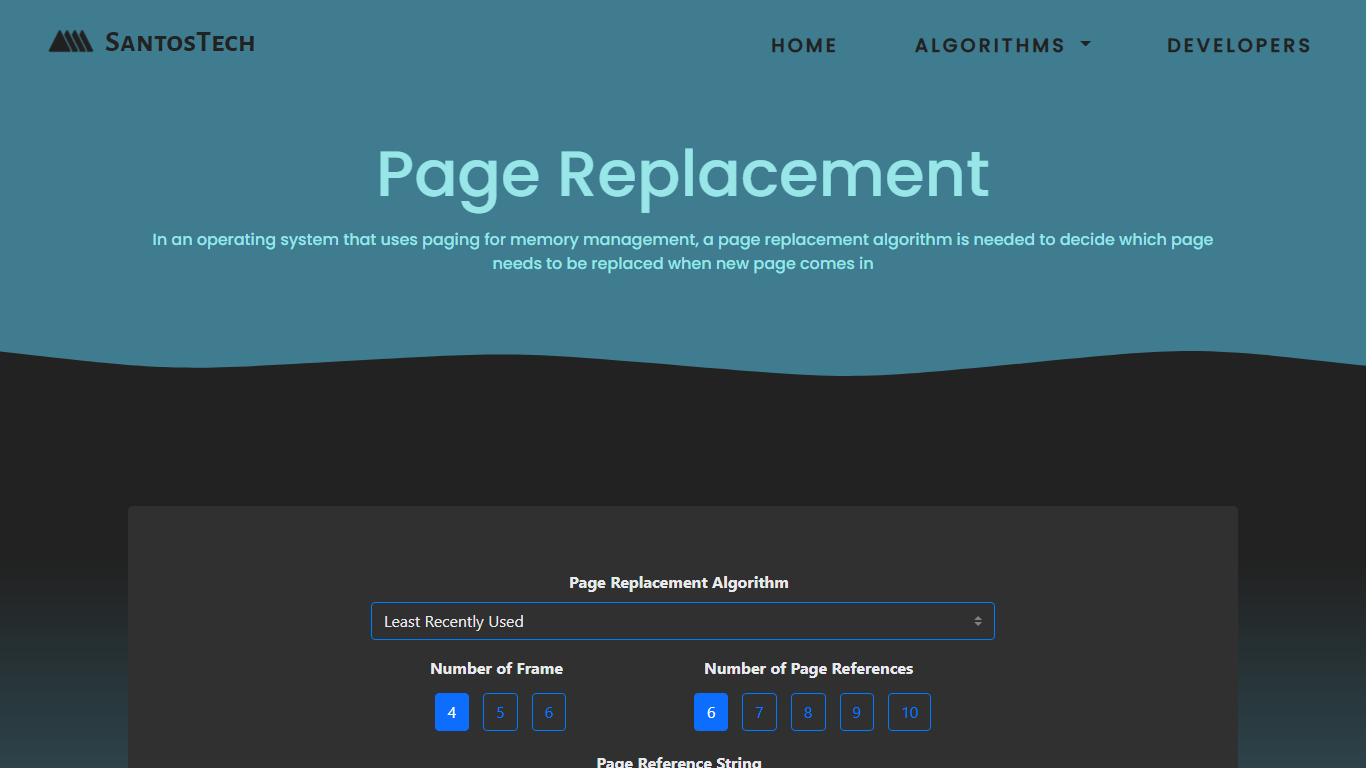 SantosTech
HOME
ALGORITHMS
DEVELOPERS
Page Replacement
In an operating system that uses paging for memory management, a page replacement algorithm is needed to decide which page
needs to be replaced when new page comes in
Page Replacement Algorithm
Least Recently Used
Number of Frame
Number of Page References
4 5 6
6 7 8 9 10
Page Reference String